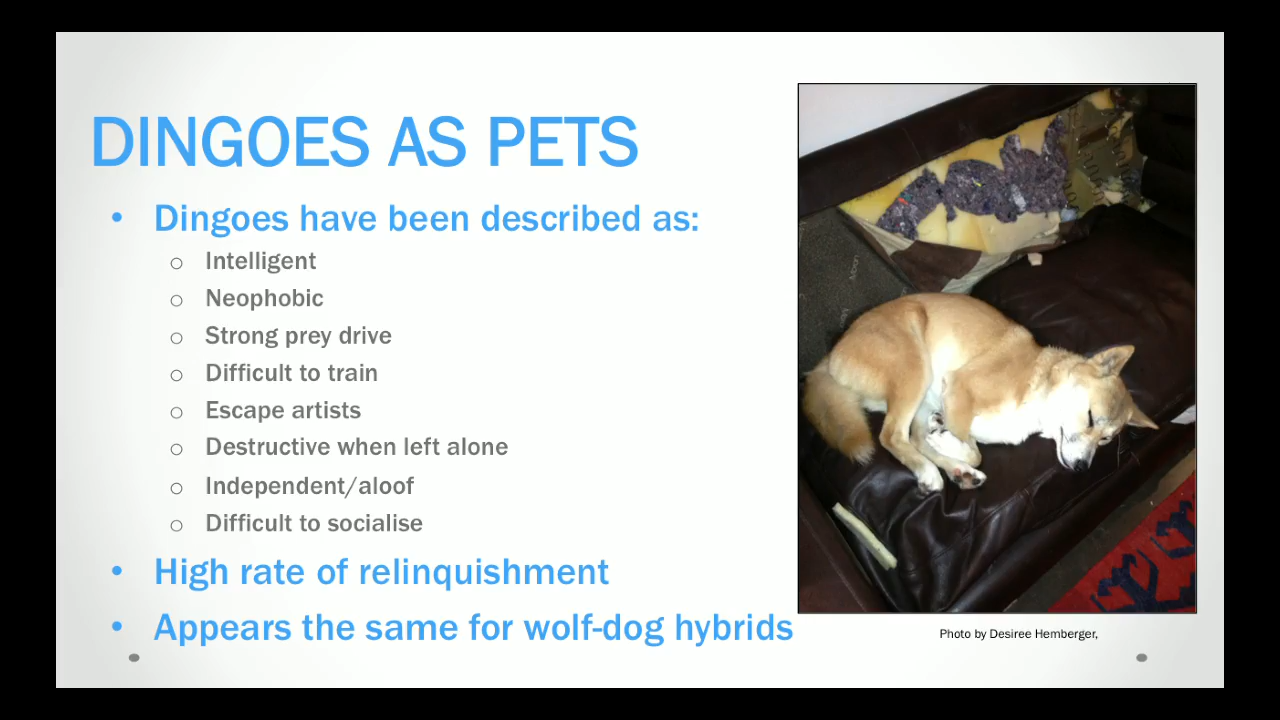 DINGOES AS PETS
• Dingoes have been described as:
o Intelligent
o Neophobic
o Strong prey drive
o Difficult to train
o Escape artists
o Destructive when left alone
o Independent/aloof
o Difficult to socialise
• High rate of relinquishment
• Appears the same for wolf-dog hybrids
Photo by Desiree Hemberger,